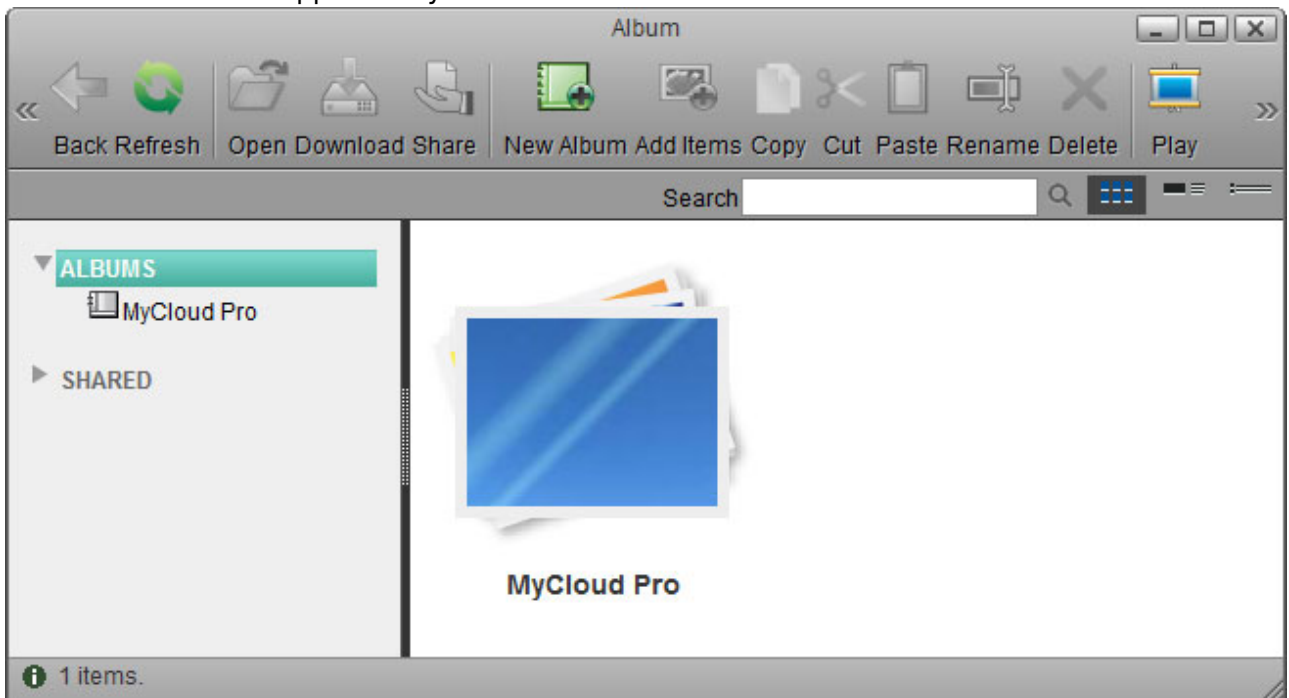 Album
Back Refresh Open Download Share New Album Add Items Copy Cut Paste Rename Delete Play
Search
ALBUMS
MyCloud Pro
SHARED
MyCloud Pro
1 items.